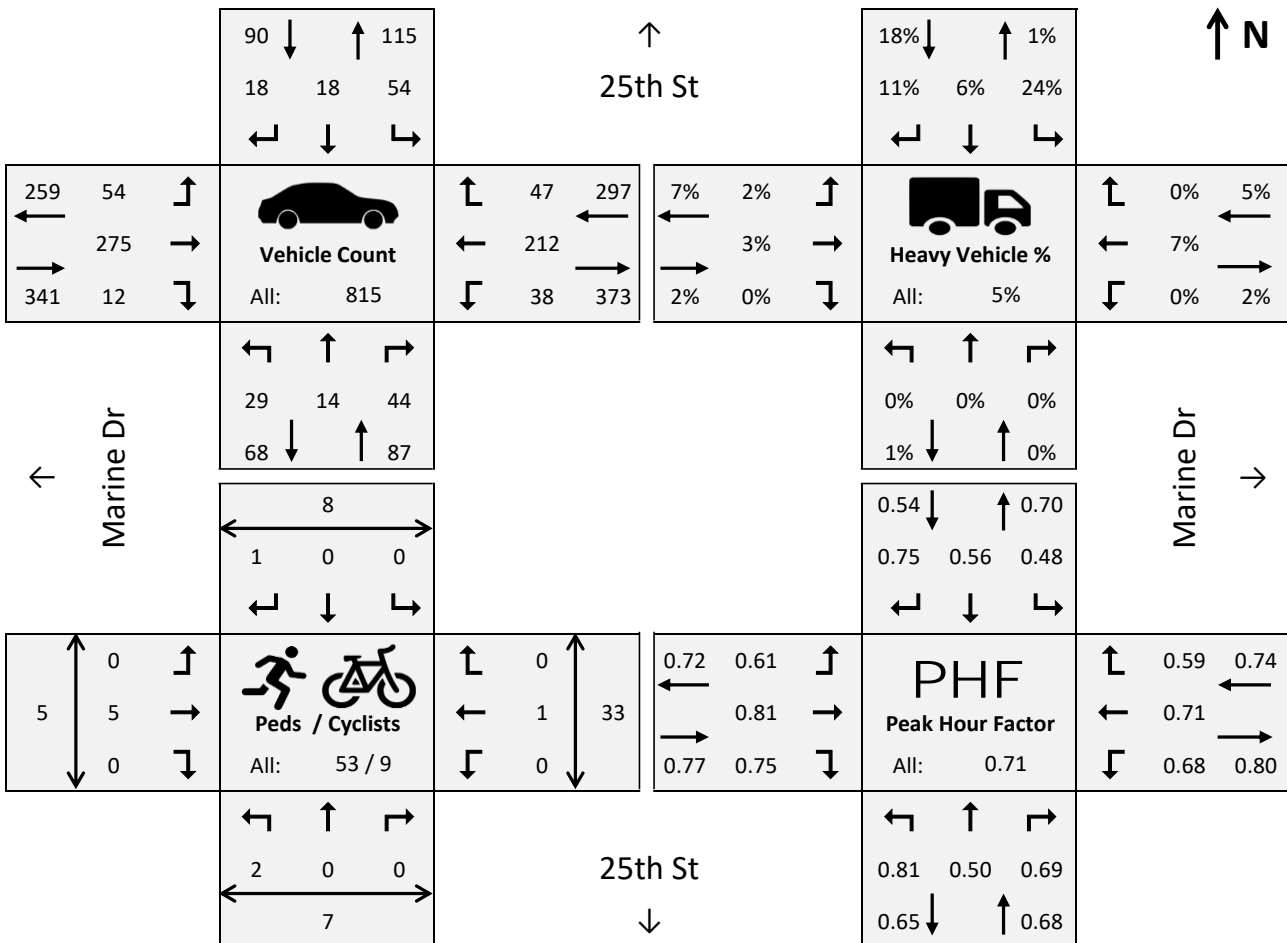 90 115 18% 1% N
25th St
18 18 54 11% 6% 24%
259 54 47 297 7% 2% 0% 5%
275 Vehicle Count 212 3% Heavy Vehicle % 7%
341 12 All: 815 38 373 2% 0% All: 5% 0% 2%
29 14 44 0% 0% 0%
68 87 1% 0%
Marine Dr Marine Dr
8 0.54 0.70
1 0 0 0.75 0.56 0.48
0 0 0.72 0.61 PHF 0.59 0.74
5 5 Peds / Cyclists 1 33 0.81 Peak Hour Factor 0.71
0 All: 53 / 9 0 0.77 0.75 All: 0.71 0.68 0.80
2 0 0 25th St 0.81 0.50 0.69
7 0.65 0.68